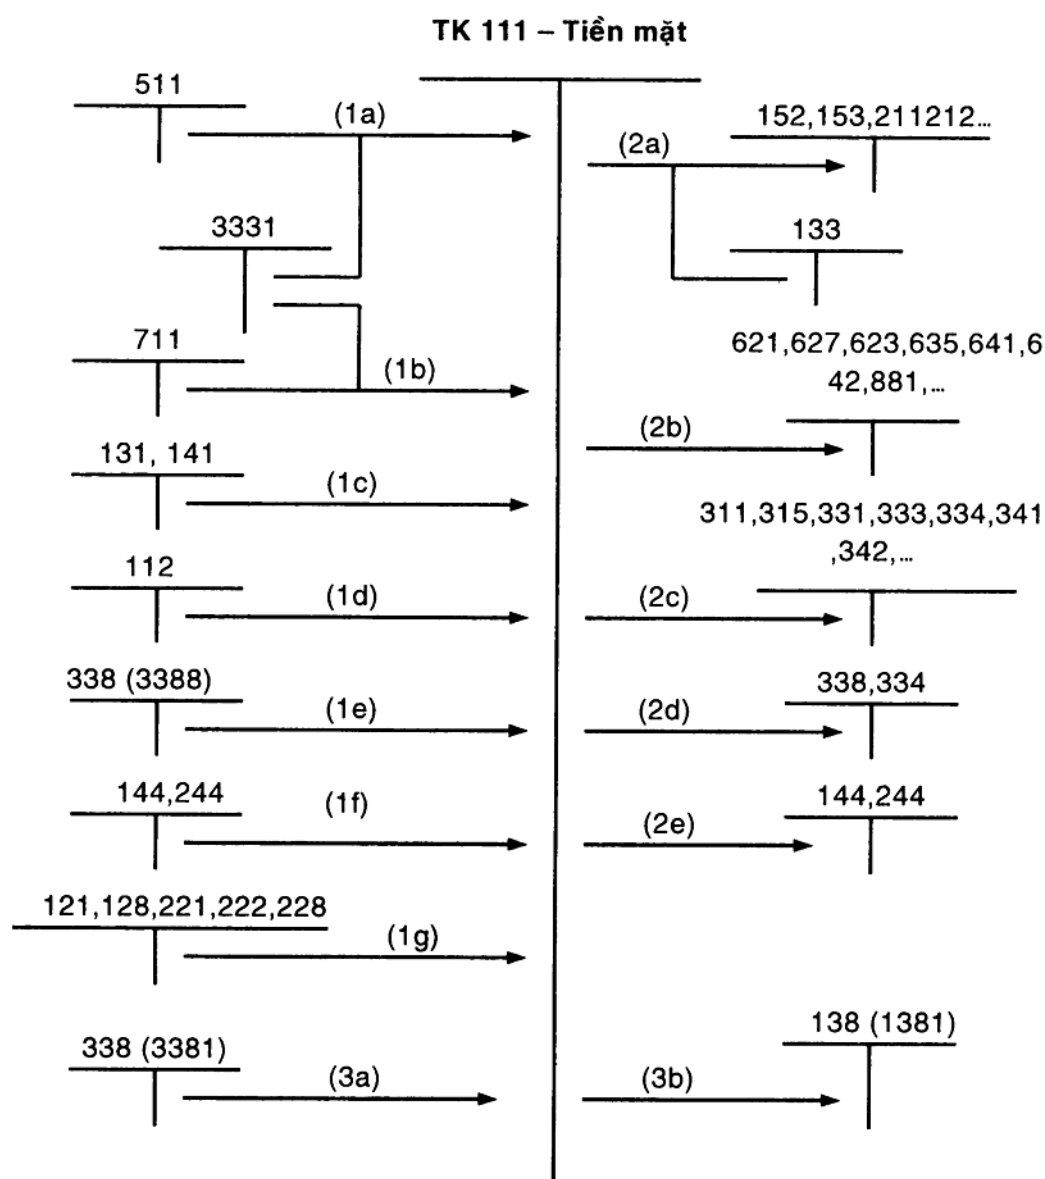 TK 111 – Tiền mặt
511
(1a)
152,153,211212...
(2a)
3331
133
711
(1b)
621,627,623,635,641,6
42,881,...
(2b)
131, 141
(1c)
311,315,331,333,334,341
,342,...
112
(1d)
(2c)
338 (3388)
(1e)
338,334
(2d)
144,244
(1f)
144,244
(2e)
121,128,221,222,228
(1g)
338 (3381)
(3a)
138 (1381)
(3b)